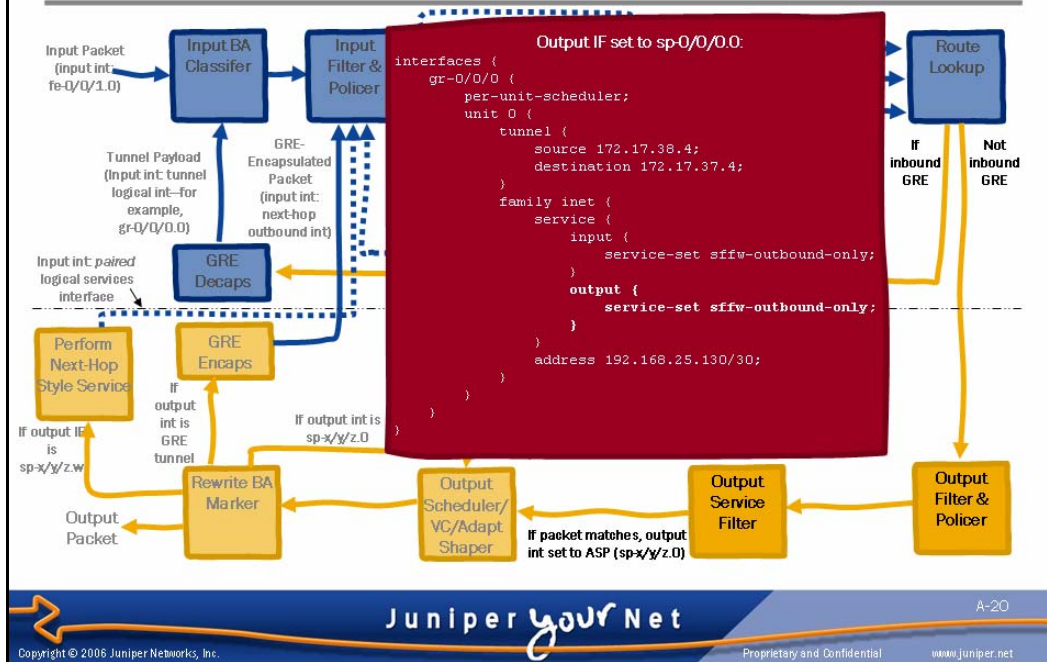 Input Packet
(input int:
fe-0/0/1.0)
Input BA
Classifer
Input
Filter &
Policer
Output IF set to sp-0/0/0.0:
interfaces {
gr-0/0/0 {
per-unit-scheduler;
unit 0 {
tunnel {
source 172.17.38.4;
destination 172.17.37.4;
}
family inet {
service {
input {
service-set sffw-outbound-only;
}
output {
service-set sffw-outbound-only;
}
}
address 192.168.25.130/30;
}
}
}
}
Route
Lookup
If
inbound
GRE
Not
inbound
GRE
Tunnel Payload
(Input int: tunnel
logical int—for
example,
gr-0/0/0.0)
GRE-
Encapsulated
Packet
(input int:
next-hop
outbound int)
Input int: paired
logical services
interface
GRE
Decaps
Perform
Next-Hop
Style Service
GRE
Encaps
If
output
int is
GRE
tunnel
If output IF
is
sp-x/y/z.w
If output int is
sp-x/y/z.0
Rewrite BA
Marker
Output
Packet
Output
Scheduler/
VC/Adapt
Shaper
If packet matches, output
int set to ASP (sp-x/y/z.0)
Output
Service
Filter
Output
Filter &
Policer
Juniper your Net
A-20
Copyright © 2006 Juniper Networks, Inc.
Proprietary and Confidential
www.juniper.net